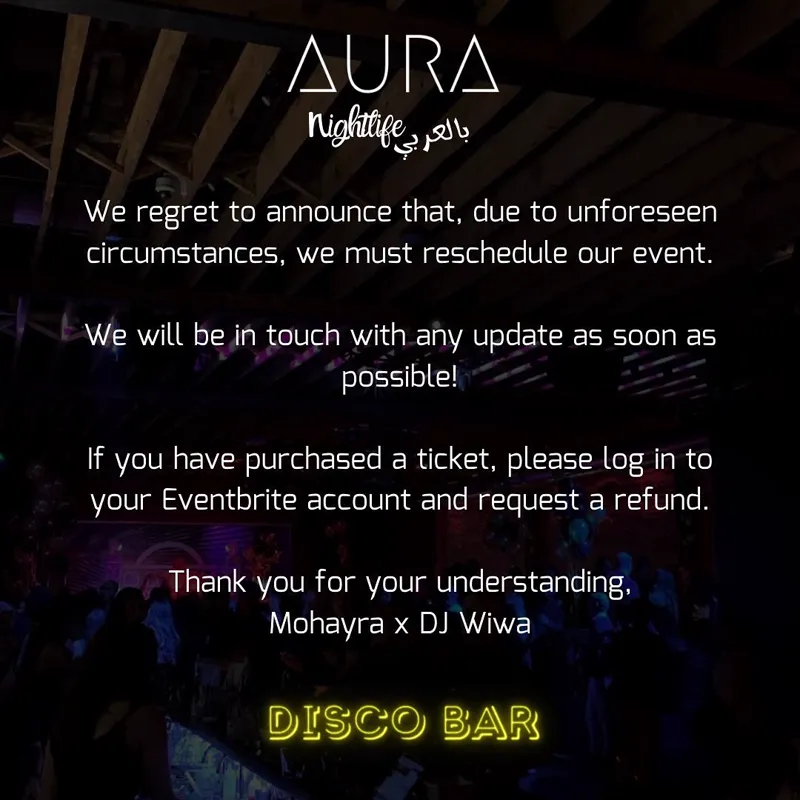 AURA
Nightlife بالعربي
We regret to announce that, due to unforeseen
circumstances, we must reschedule our event.
We will be in touch with any update as soon as
possible!
If you have purchased a ticket, please log in to
your Eventbrite account and request a refund.
Thank you for your understanding,
Mohayra x DJ Wiwa
DISCO BAR